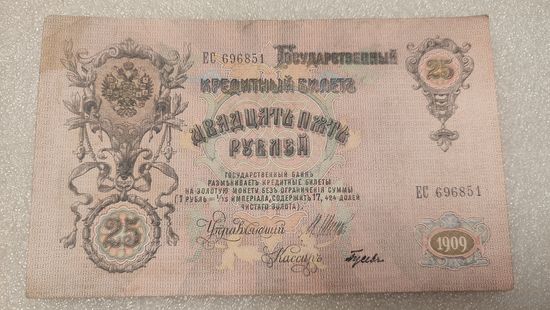 ЕС 696851 Государственный 25
кредитный билетъ
Двадцать пять
рублей
Государственный банкъ
размѣниваетъ кредитные билеты
на золотую монету безъ ограниченія суммы
(1 рубль = 1/15 имперіала, содержитъ 17,424 долей
чистаго золота).
ЕС 696851
Управляющій
Кассиръ
25
1909